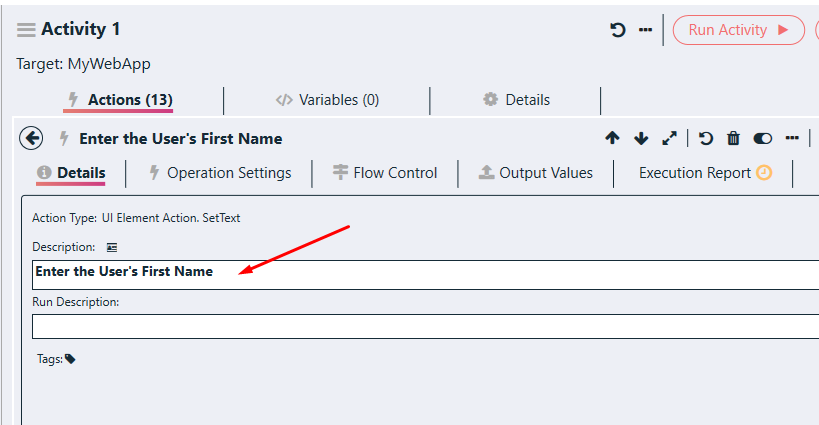 Activity 1
Run Activity
Target: MyWebApp
Actions (13)
Variables (0)
Details
Enter the User's First Name
Details
Operation Settings
Flow Control
Output Values
Execution Report
Action Type: UI Element Action. SetText
Description:
Enter the User's First Name
Run Description:
Tags: